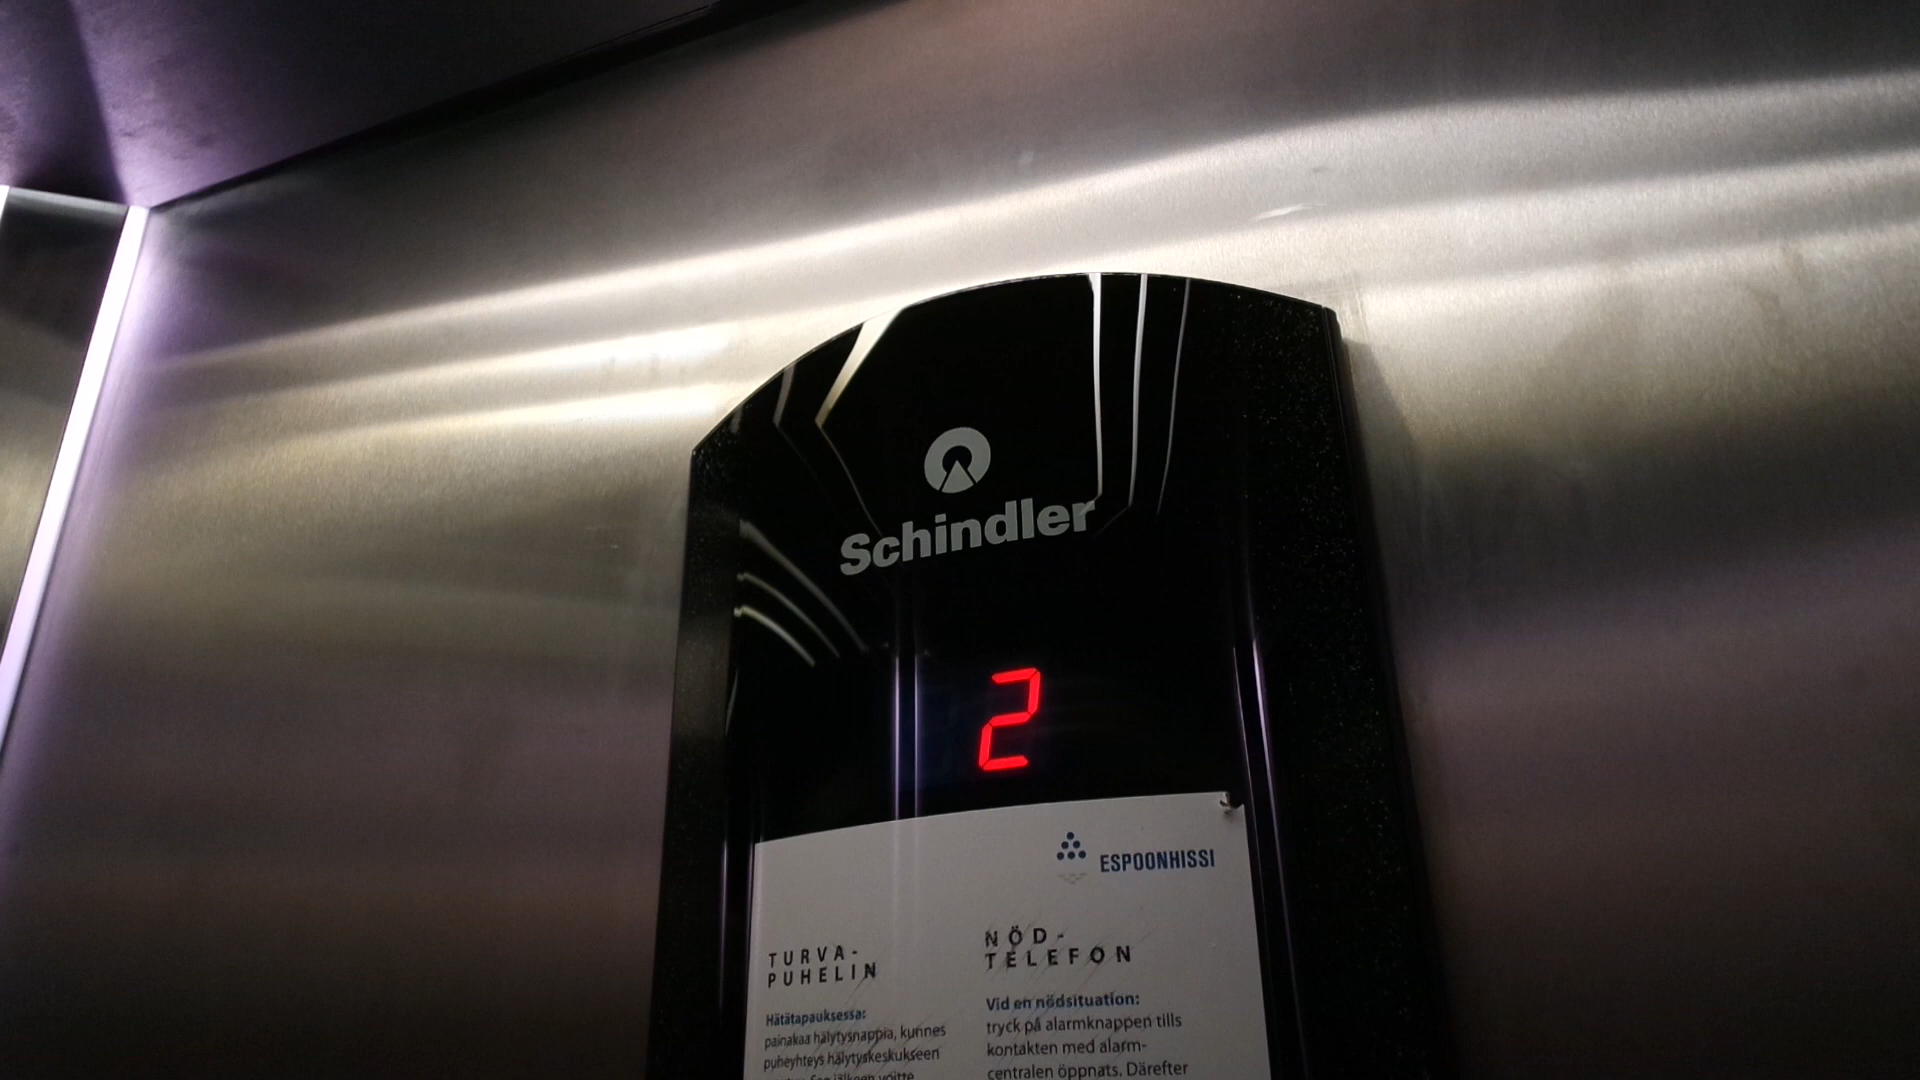 Schindler
2
ESPOONHISSI
TURVA-
PUHELIN
Hätätapauksessa:
painakaa hälytysnappia, kunnes
puheyhteys hälytyskeskukseen
NÖD-
TELEFON
Vid en nödsituation:
tryck på alarmknappen tills
kontakten med alarm-
centralen öppnats. Därefter